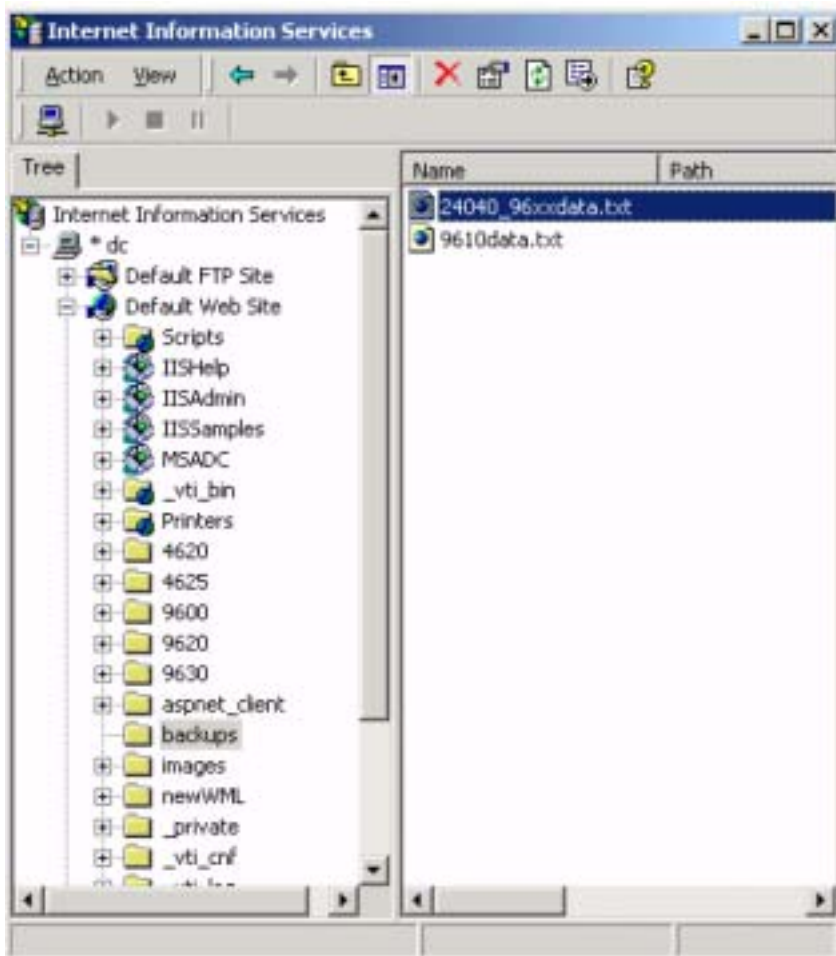 Internet Information Services
Action View
Tree
Name Path
Internet Information Services
* dc
Default FTP Site
Default Web Site
Scripts
IISHelp
IISAdmin
IISSamples
MSADC
_vti_bin
Printers
4620
4625
9600
9620
9630
aspnet_client
backups
images
newWML
_private
_vti_cnf
24040_96xxdata.txt
9610data.txt